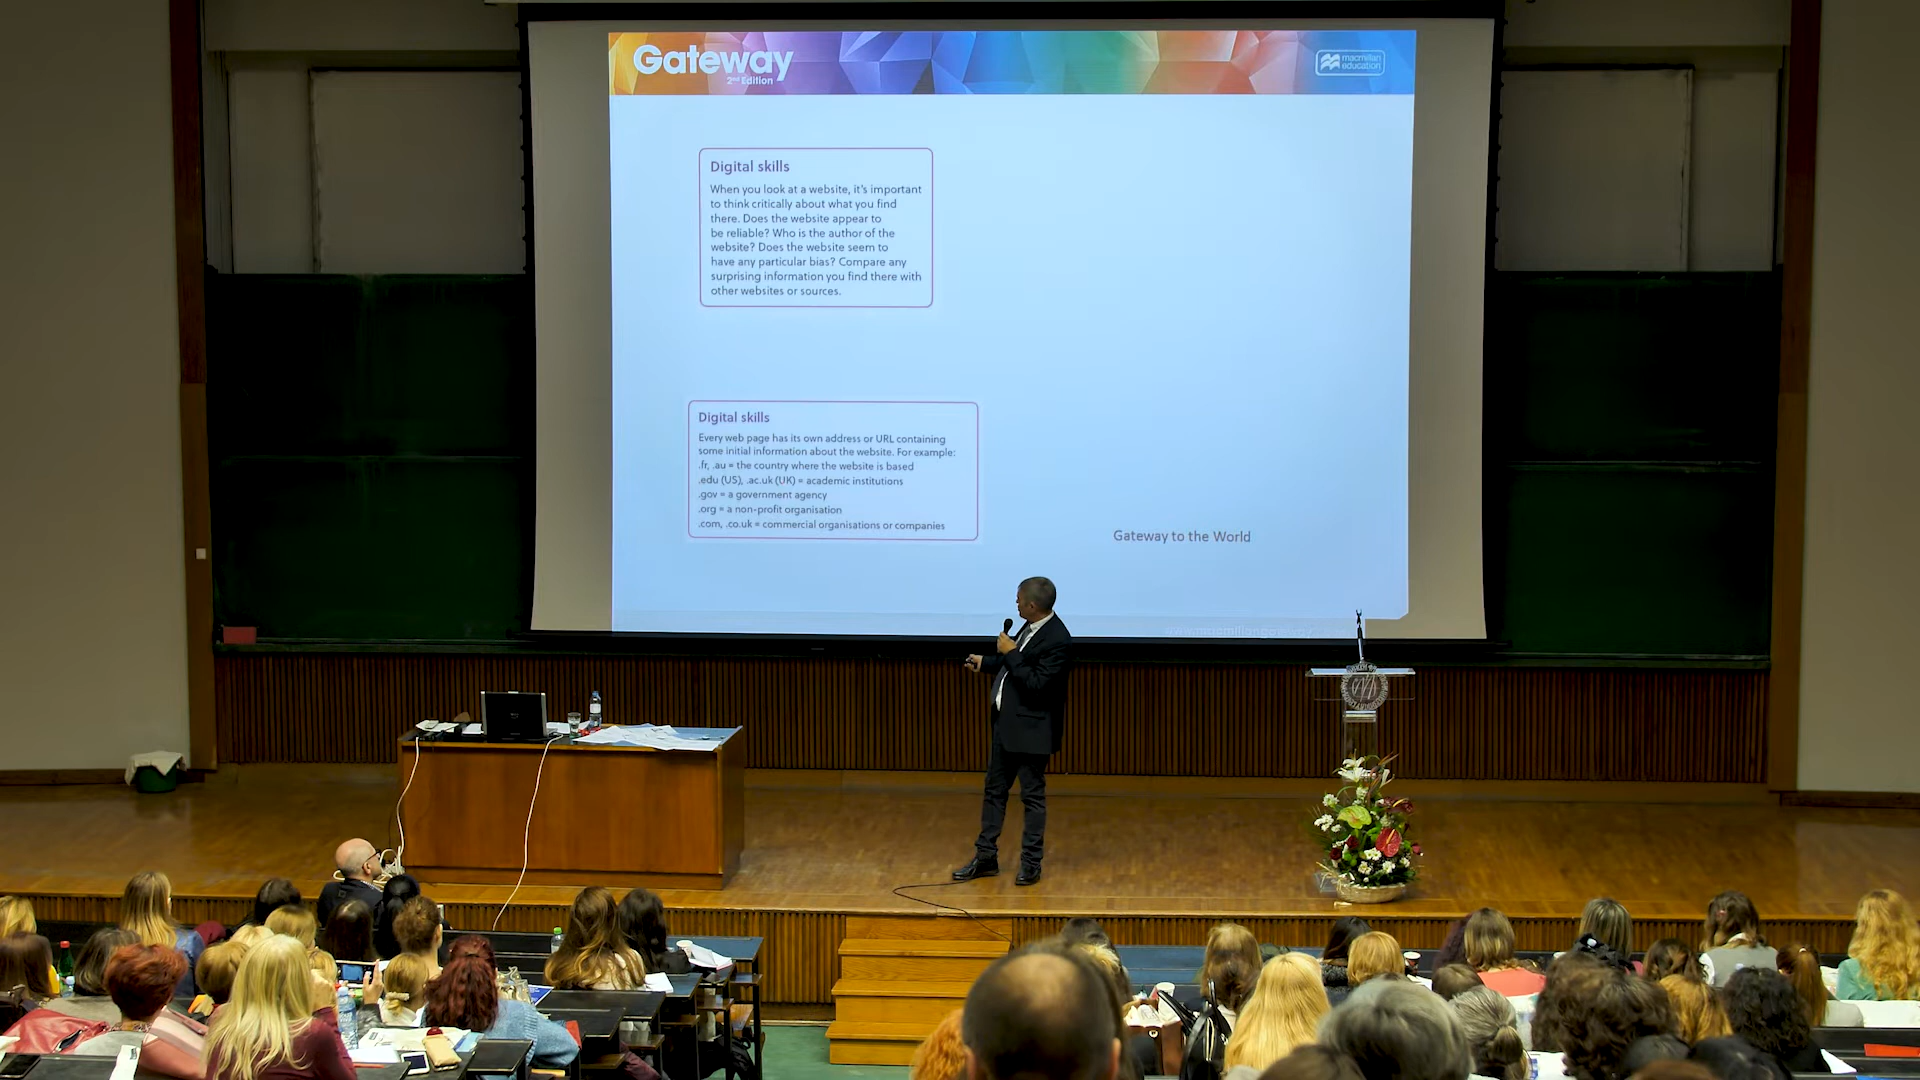 Gateway
2nd Edition
macmillan
education
Digital skills
When you look at a website, it's important
to think critically about what you find
there. Does the website appear to
be reliable? Who is the author of the
website? Does the website seem to
have any particular bias? Compare any
surprising information you find there with
other websites or sources.
Digital skills
Every web page has its own address or URL containing
some initial information about the website. For example:
.fr, .au = the country where the website is based
.edu (US), .ac.uk (UK) = academic institutions
.gov = a government agency
.org = a non-profit organisation
.com, .co.uk = commercial organisations or companies
Gateway to the World